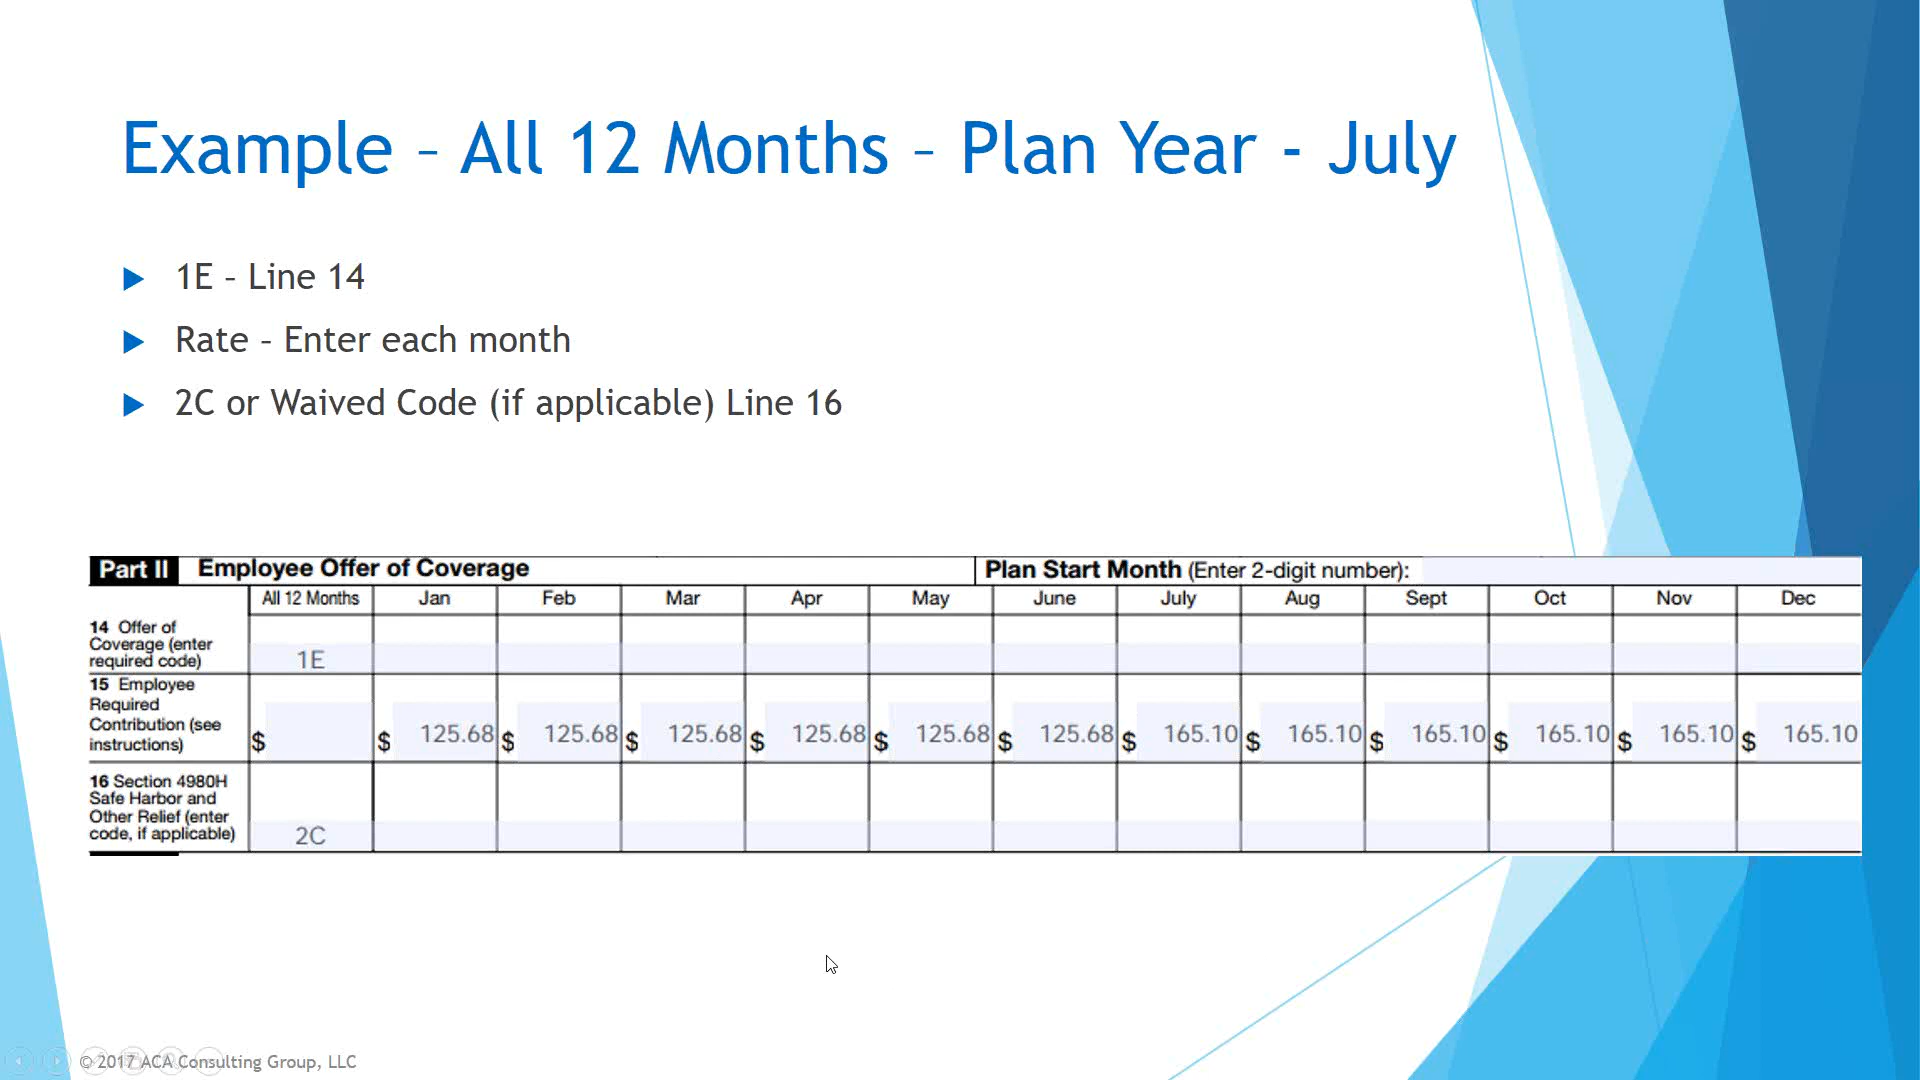 Example – All 12 Months – Plan Year - July
1E – Line 14
Rate – Enter each month
2C or Waived Code (if applicable) Line 16
Part II Employee Offer of Coverage Plan Start Month (Enter 2-digit number):
All 12 Months Jan Feb Mar Apr May June July Aug Sept Oct Nov Dec
14 Offer of
Coverage (enter
required code) 1E
15 Employee
Required
Contribution (see
instructions) $ $ 125.68 $ 125.68 $ 125.68 $ 125.68 $ 125.68 $ 125.68 $ 165.10 $ 165.10 $ 165.10 $ 165.10 $ 165.10 $ 165.10
16 Section 4980H
Safe Harbor and
Other Relief (enter
code, if applicable) 2C
© 2017 ACA Consulting Group, LLC